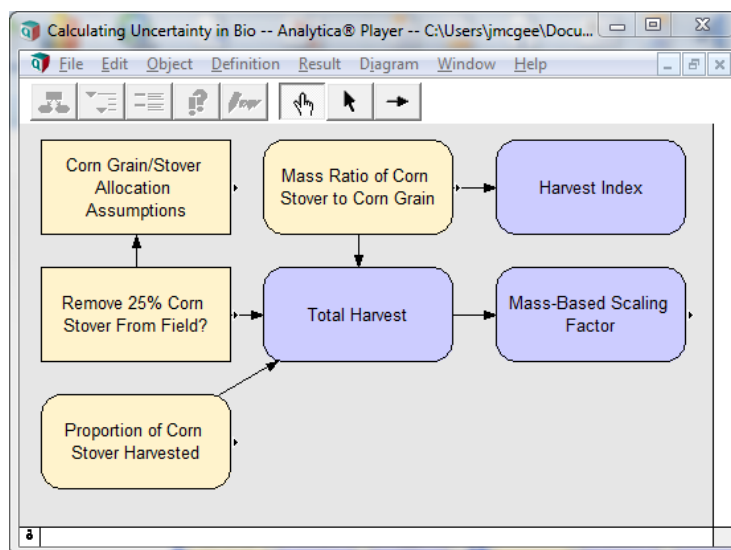 Calculating Uncertainty in Bio -- Analytica® Player -- C:\Users\jmcgee\Docu...
File Edit Object Definition Result Diagram Window Help
Corn Grain/Stover
Allocation
Assumptions
Mass Ratio of Corn
Stover to Corn Grain
Harvest Index
Remove 25% Corn
Stover From Field?
Total Harvest
Mass-Based Scaling
Factor
Proportion of Corn
Stover Harvested